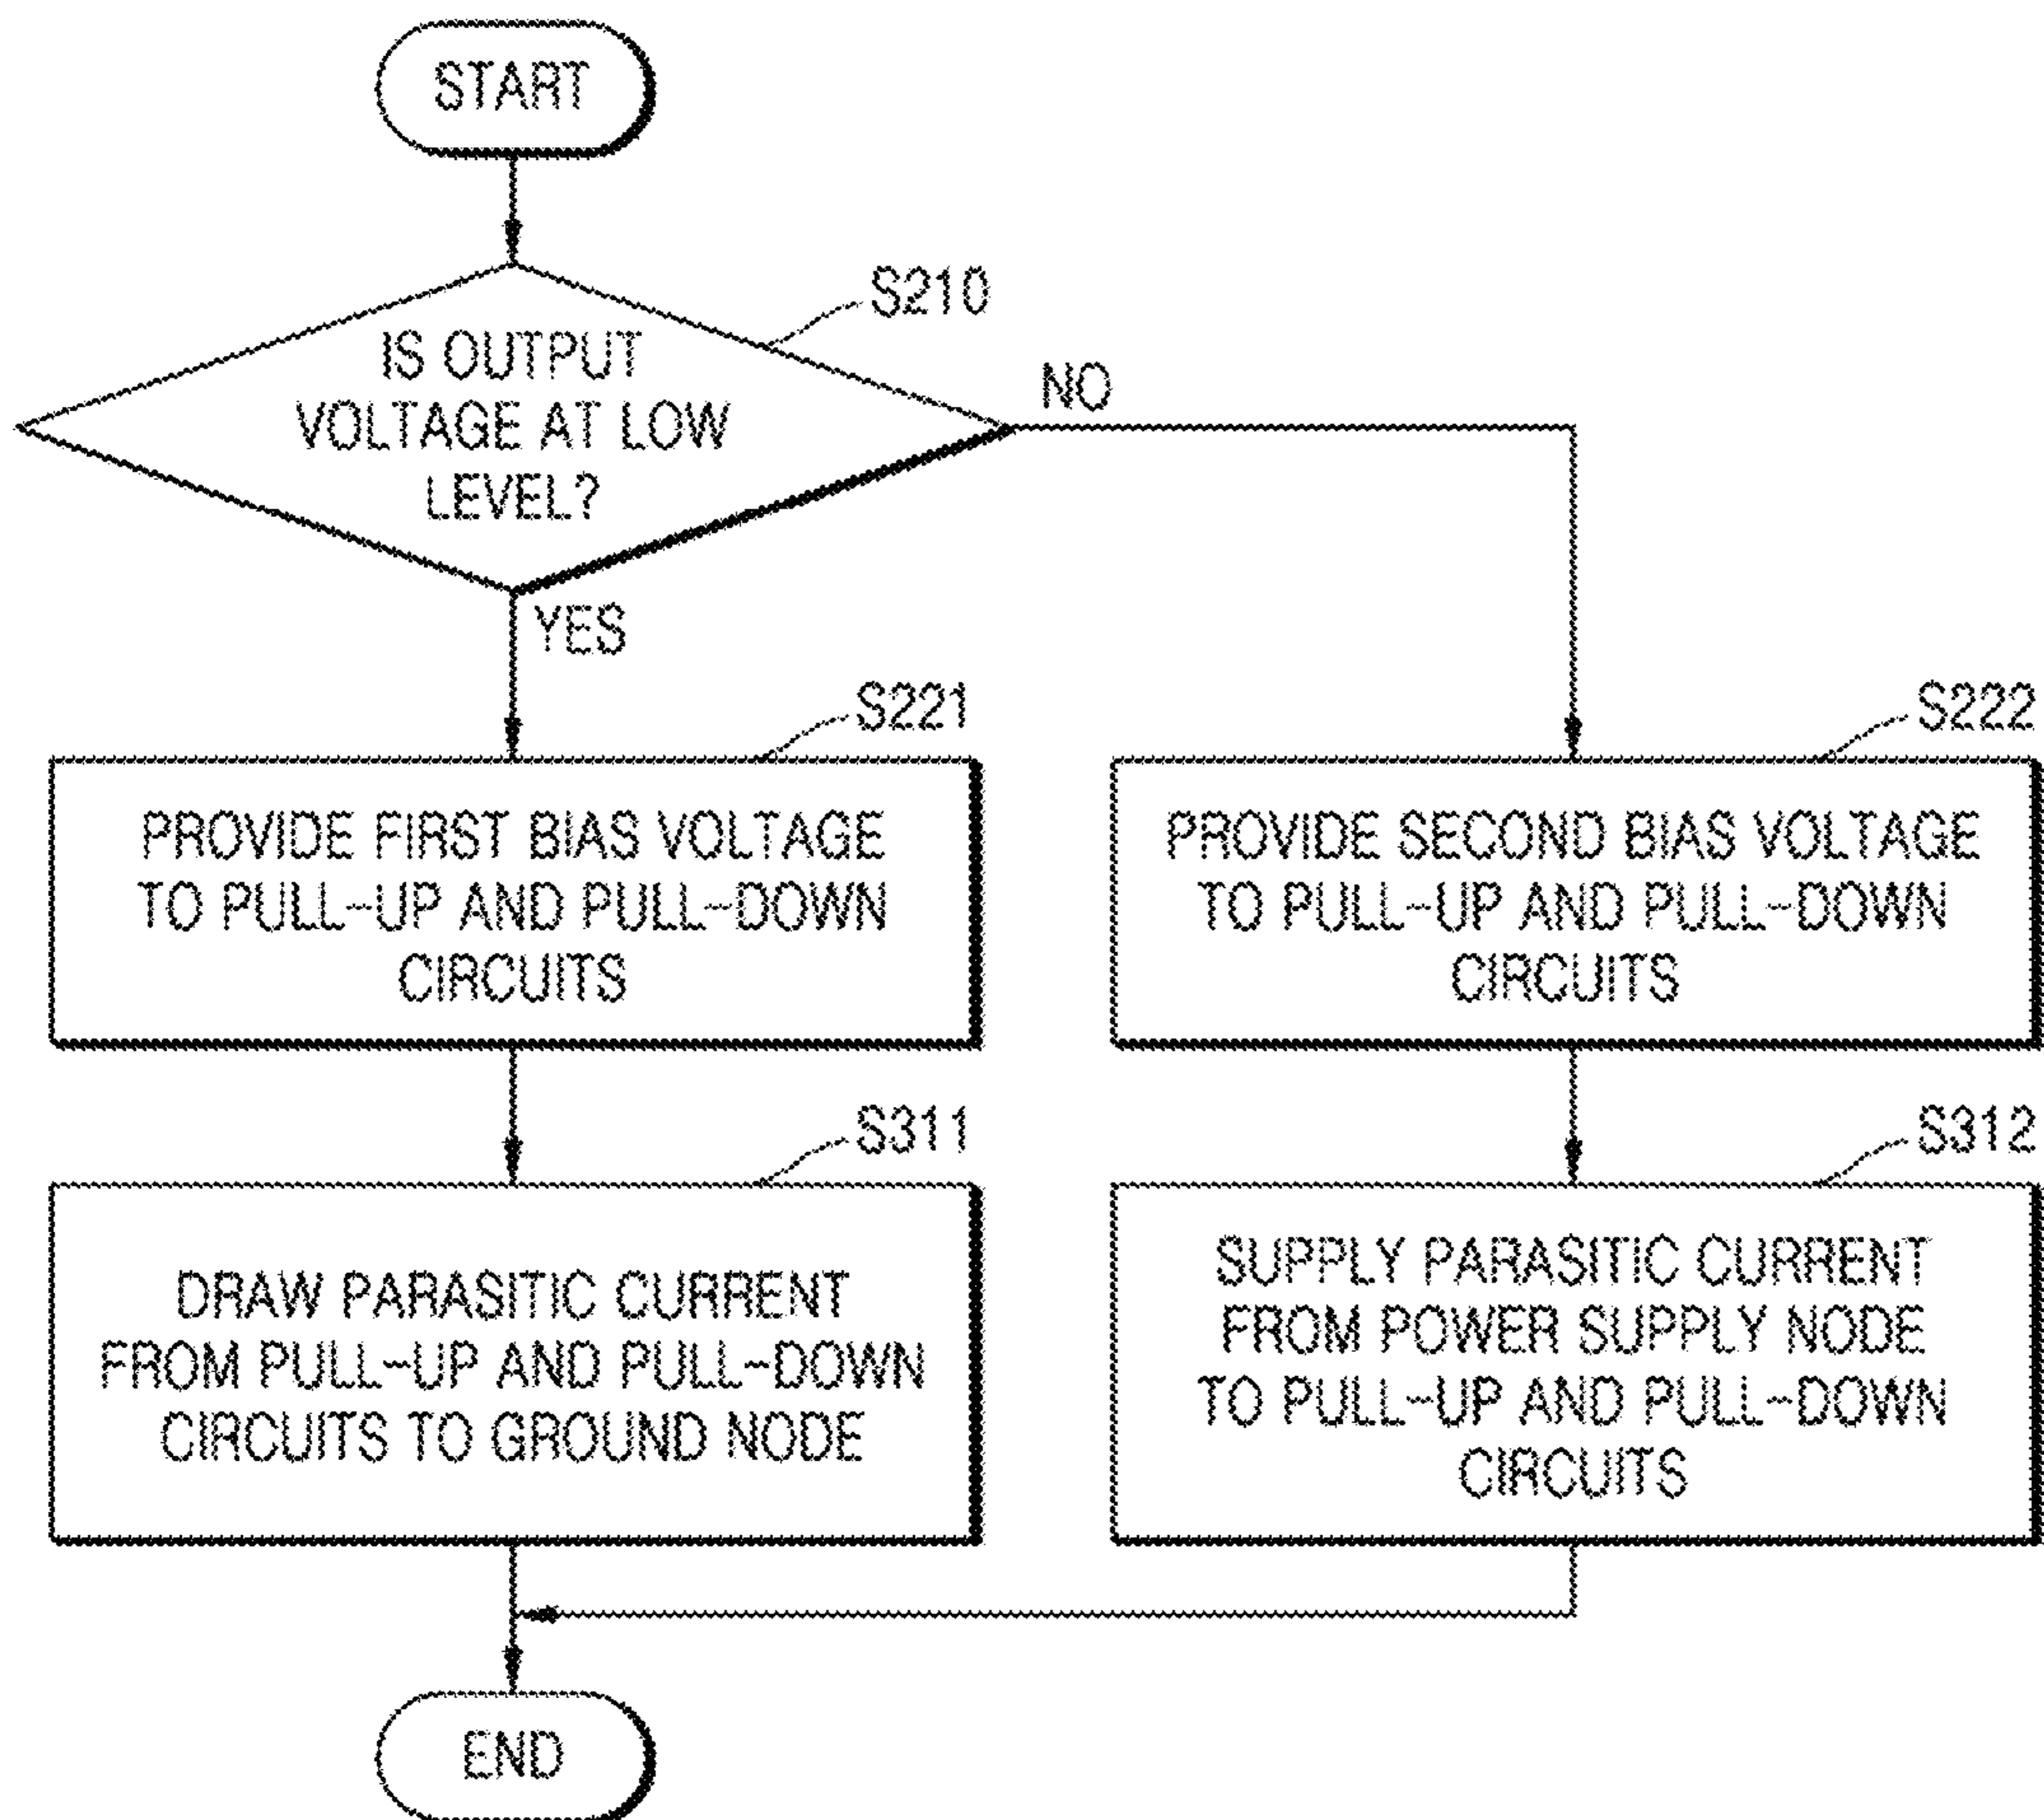 START
S210
IS OUTPUT
VOLTAGE AT LOW
LEVEL?
NO
YES
S221
PROVIDE FIRST BIAS VOLTAGE
TO PULL-UP AND PULL-DOWN
CIRCUITS
S222
PROVIDE SECOND BIAS VOLTAGE
TO PULL-UP AND PULL-DOWN
CIRCUITS
S311
DRAW PARASITIC CURRENT
FROM PULL-UP AND PULL-DOWN
CIRCUITS TO GROUND NODE
S312
SUPPLY PARASITIC CURRENT
FROM POWER SUPPLY NODE
TO PULL-UP AND PULL-DOWN
CIRCUITS
END